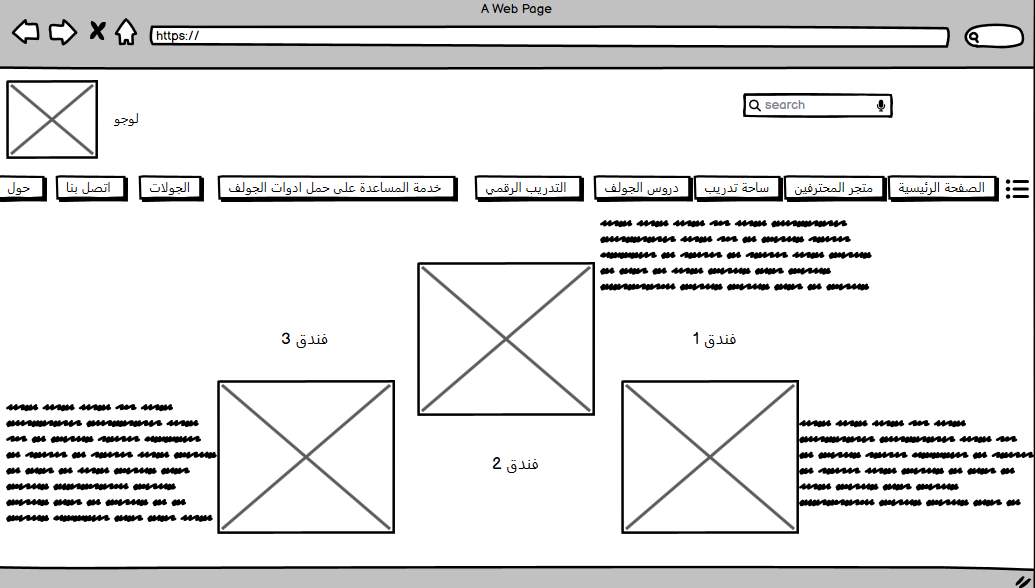 A Web Page
https://
search
لوجو
الصفحة الرئيسية
متجر المحترفين
ساحة تدريب
دروس الجولف
التدريب الرقمي
خدمة المساعدة على حمل ادوات الجولف
الجولات
اتصل بنا
حول
فندق 1
فندق 3
فندق 2